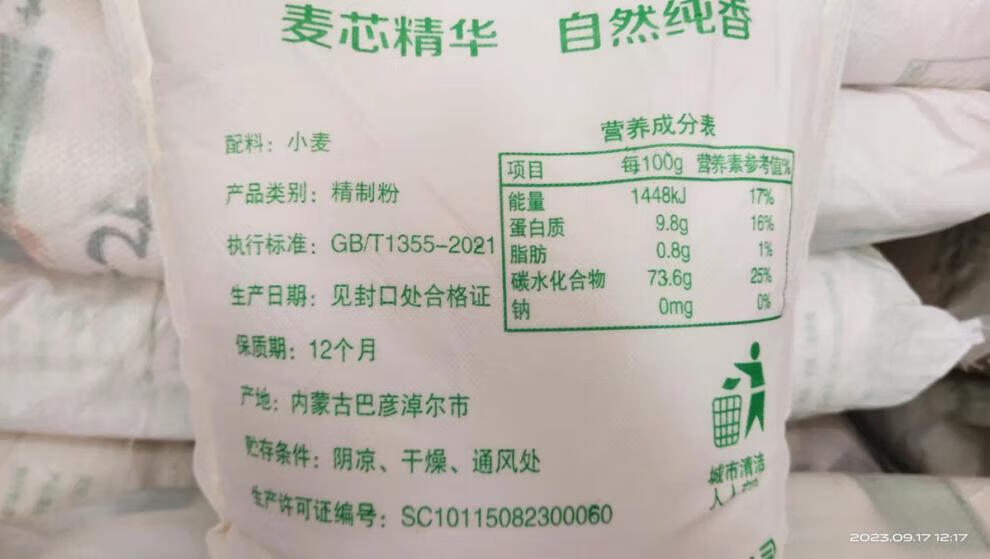 麦芯精华 自然纯香
配料：小麦
产品类别：精制粉
执行标准：GB/T1355-2021
生产日期：见封口处合格证
保质期：12个月
产地：内蒙古巴彦淖尔市
贮存条件：阴凉、干燥、通风处
生产许可证编号：SC10115082300060
营养成分表
项目 每100g 营养素参考值%
能量 1448kJ 17%
蛋白质 9.8g 16%
脂肪 0.8g 1%
碳水化合物 73.6g 25%
钠 0mg 0%
城市清洁
人人
2023.09.17 12:17